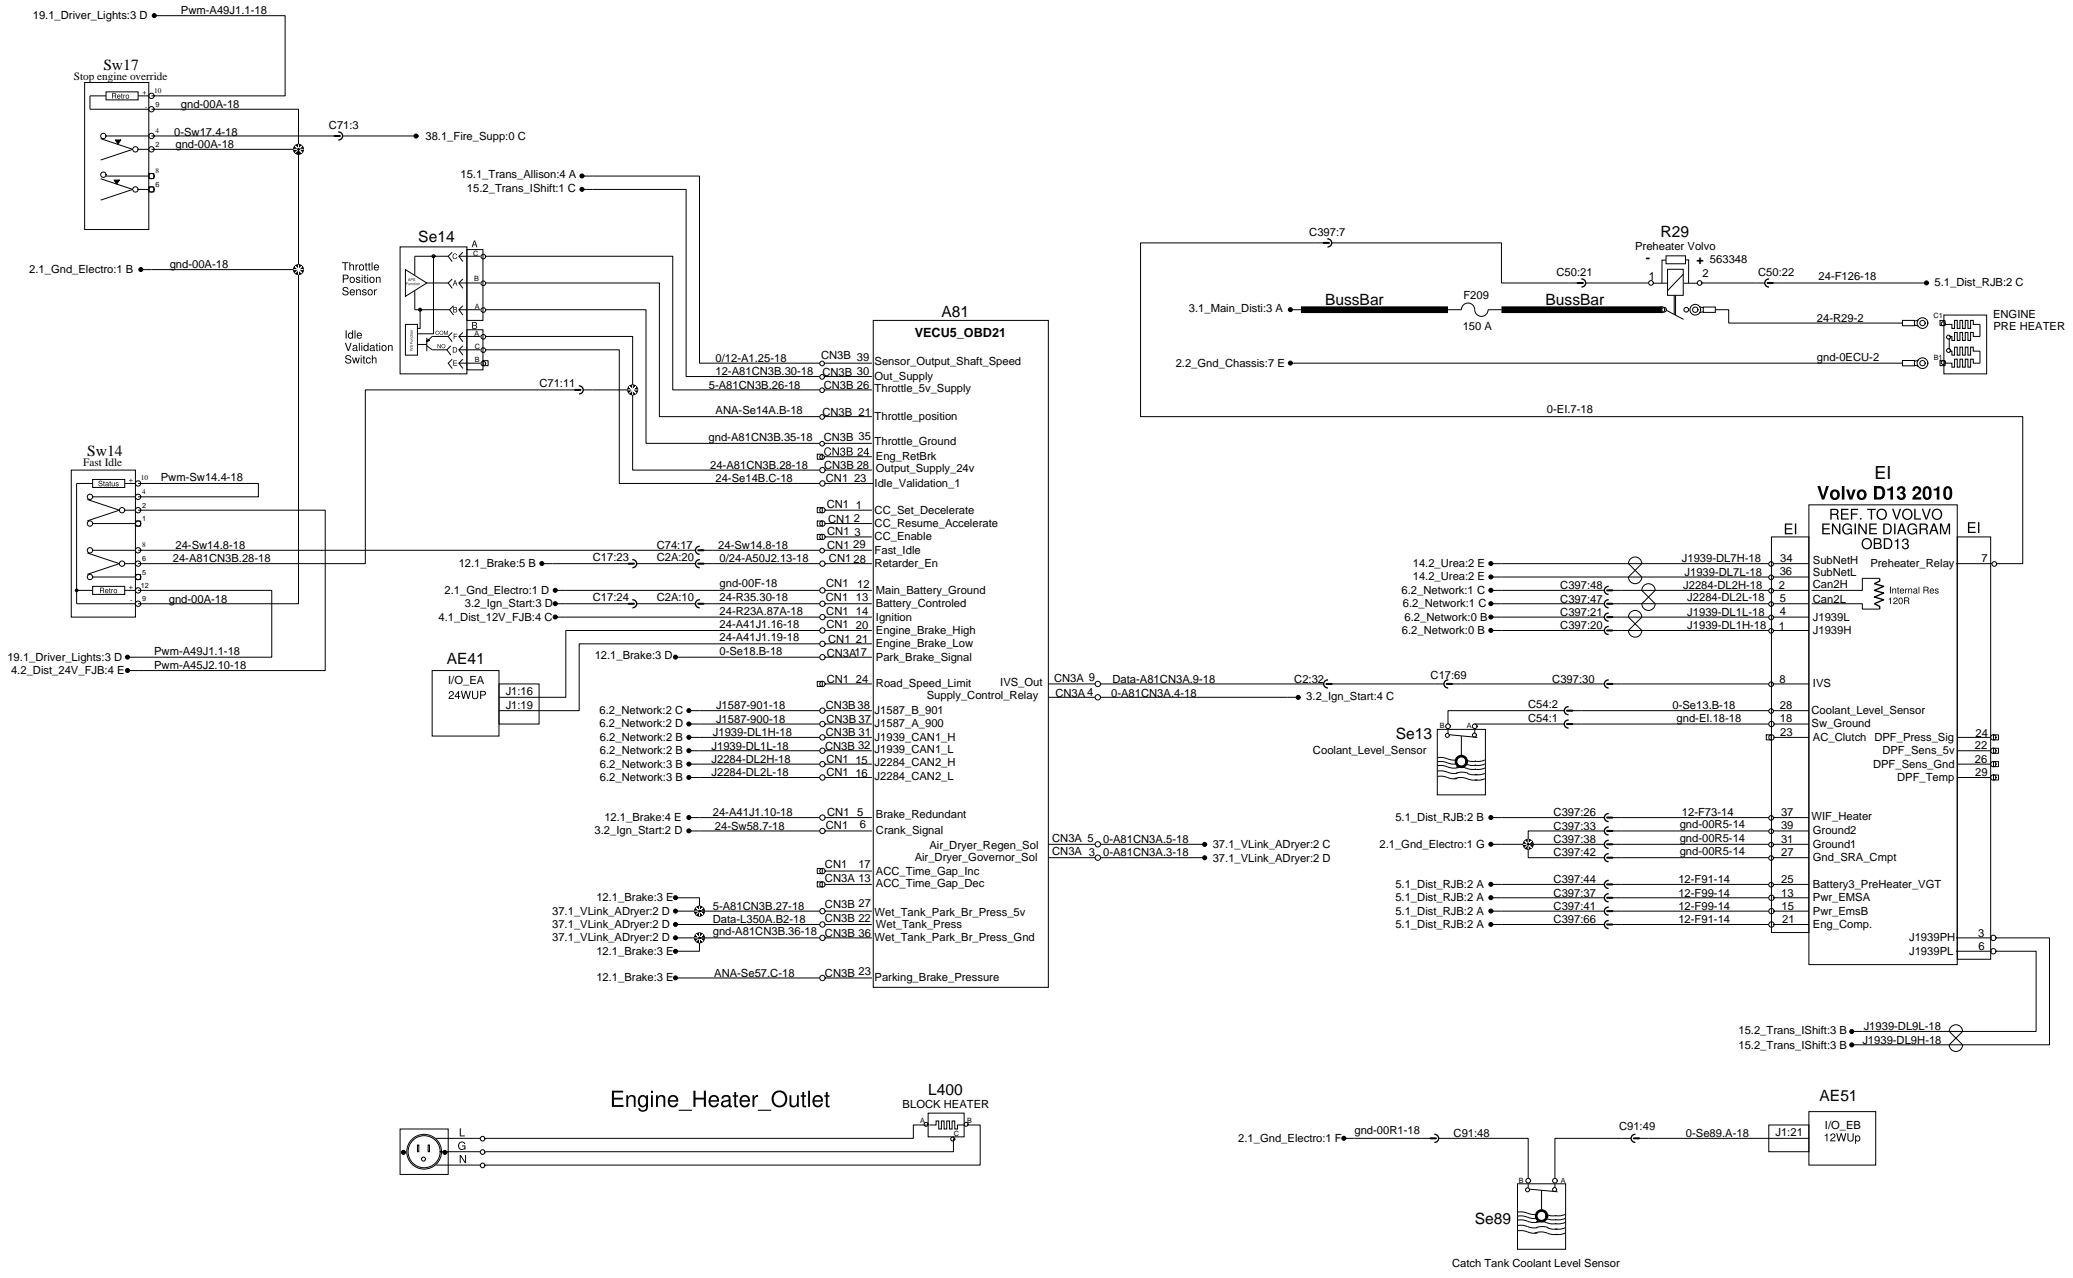 19.1_Driver_Lights:3 D
Pwm-A49J1.1-18
Sw17
Stop engine override
Retro
+
10
-
9
gnd-00A-18
4
0-Sw17.4-18
C71:3
38.1_Fire_Supp:0 C
2
gnd-00A-18
8
6
2.1_Gnd_Electro:1 B
gnd-00A-18
15.1_Trans_Allison:4 A
15.2_Trans_IShift:1 C
Se14
Throttle
Position
Sensor
Idle
Validation
Switch
A
C
C
A
B
B
A
B
COM
F
A
NO
D
C
E
B
C71:11
Sw14
Fast Idle
Status
+
10
Pwm-Sw14.4-18
4
2
1
8
24-Sw14.8-18
C74:17
24-Sw14.8-18
6
24-A81CN3B.28-18
5
Retro
+
12
-
9
gnd-00A-18
19.1_Driver_Lights:3 D
Pwm-A49J1.1-18
4.2_Dist_24V_FJB:4 E
Pwm-A45J2.10-18
A81
VECU5_OBD21
0/12-A1.25-18 CN3B 39 Sensor_Output_Shaft_Speed
12-A81CN3B.30-18 CN3B 30 Out_Supply
5-A81CN3B.26-18 CN3B 26 Throttle_5v_Supply
ANA-Se14A.B-18 CN3B 21 Throttle_position
gnd-A81CN3B.35-18 CN3B 35 Throttle_Ground
CN3B 24 Eng_RetBrk
24-A81CN3B.28-18 CN3B 28 Output_Supply_24v
24-Se14B.C-18 CN1 23 Idle_Validation_1
CN1 1 CC_Set_Decelerate
CN1 2 CC_Resume_Accelerate
CN1 3 CC_Enable
CN1 29 Fast_Idle
12.1_Brake:5 B C17:23 C2A:20 0/24-A50J2.13-18 CN1 28 Retarder_En
2.1_Gnd_Electro:1 D gnd-00F-18 CN1 12 Main_Battery_Ground
3.2_Ign_Start:3 D C17:24 C2A:10 24-R35.30-18 CN1 13 Battery_Controled
4.1_Dist_12V_FJB:4 C 24-R23A.87A-18 CN1 14 Ignition
24-A41J1.16-18 CN1 20 Engine_Brake_High
24-A41J1.19-18 CN1 21 Engine_Brake_Low
12.1_Brake:3 D 0-Se18.B-18 CN3A 17 Park_Brake_Signal
AE41
I/O_EA
24WUP
J1:16
J1:19
CN1 24 Road_Speed_Limit
6.2_Network:2 C J1587-901-18 CN3B 38 J1587_B_901
6.2_Network:2 D J1587-900-18 CN3B 37 J1587_A_900
6.2_Network:2 B J1939-DL1H-18 CN3B 31 J1939_CAN1_H
6.2_Network:2 B J1939-DL1L-18 CN3B 32 J1939_CAN1_L
6.2_Network:3 B J2284-DL2H-18 CN1 15 J2284_CAN2_H
6.2_Network:3 B J2284-DL2L-18 CN1 16 J2284_CAN2_L
12.1_Brake:4 E 24-A41J1.10-18 CN1 5 Brake_Redundant
3.2_Ign_Start:2 D 24-Sw58.7-18 CN1 6 Crank_Signal
CN1 17 ACC_Time_Gap_Inc
CN3A 13 ACC_Time_Gap_Dec
12.1_Brake:3 E
37.1_VLink_ADryer:2 D 5-A81CN3B.27-18 CN3B 27 Wet_Tank_Park_Br_Press_5v
37.1_VLink_ADryer:2 D Data-L350A.B2-18 CN3B 22 Wet_Tank_Press
37.1_VLink_ADryer:2 D gnd-A81CN3B.36-18 CN3B 36 Wet_Tank_Park_Br_Press_Gnd
12.1_Brake:3 E
12.1_Brake:3 E ANA-Se57.C-18 CN3B 23 Parking_Brake_Pressure
IVS_Out CN3A 9 Data-A81CN3A.9-18 C2:32 C17:69 C397:30 8 IVS
Supply_Control_Relay CN3A 4 0-A81CN3A.4-18 3.2_Ign_Start:4 C
Air_Dryer_Regen_Sol CN3A 5 0-A81CN3A.5-18 37.1_VLink_ADryer:2 C
Air_Dryer_Governor_Sol CN3A 3 0-A81CN3A.3-18 37.1_VLink_ADryer:2 D
C397:7
R29
Preheater Volvo
- + 563348
C50:21 1 2 C50:22 24-F126-18 5.1_Dist_RJB:2 C
3.1_Main_Disti:3 A BussBar F209 BussBar
150 A
24-R29-2
C1
ENGINE
PRE HEATER
2.2_Gnd_Chassis:7 E gnd-0ECU-2 B1
0-EI.7-18
EI
Volvo D13 2010
EI
REF. TO VOLVO
ENGINE DIAGRAM
OBD13
EI
14.2_Urea:2 E J1939-DL7H-18 34 SubNetH
14.2_Urea:2 E J1939-DL7L-18 36 SubNetL
6.2_Network:1 C C397:48 J2284-DL2H-18 2 Can2H
6.2_Network:1 C C397:47 J2284-DL2L-18 5 Can2L
6.2_Network:0 B C397:21 J1939-DL1L-18 4 J1939L
6.2_Network:0 B C397:20 J1939-DL1H-18 1 J1939H
Preheater_Relay 7
Internal Res
120R
C54:2 0-Se13.B-18 28 Coolant_Level_Sensor
C54:1 gnd-EI.18-18 18 Sw_Ground
23 AC_Clutch
Se13
Coolant_Level_Sensor
B A
DPF_Press_Sig 24
DPF_Sens_5v 22
DPF_Sens_Gnd 26
DPF_Temp 29
5.1_Dist_RJB:2 B C397:26 12-F73-14 37 WIF_Heater
C397:33 gnd-00R5-14 39 Ground2
2.1_Gnd_Electro:1 G C397:38 gnd-00R5-14 31 Ground1
C397:42 gnd-00R5-14 27 Gnd_SRA_Cmpt
5.1_Dist_RJB:2 A C397:44 12-F91-14 25 Battery3_PreHeater_VGT
5.1_Dist_RJB:2 A C397:37 12-F99-14 13 Pwr_EMSA
5.1_Dist_RJB:2 A C397:41 12-F99-14 15 Pwr_EmsB
5.1_Dist_RJB:2 A C397:66 12-F91-14 21 Eng_Comp.
J1939PH 3
J1939PL 6
15.2_Trans_IShift:3 B J1939-DL9L-18
15.2_Trans_IShift:3 B J1939-DL9H-18
Engine_Heater_Outlet
L
G
N
L400
BLOCK HEATER
A
B
C
AE51
I/O_EB
12WUp
2.1_Gnd_Electro:1 F gnd-00R1-18 C91:48
C91:49 0-Se89.A-18 J1:21
B A
Se89
Catch Tank Coolant Level Sensor